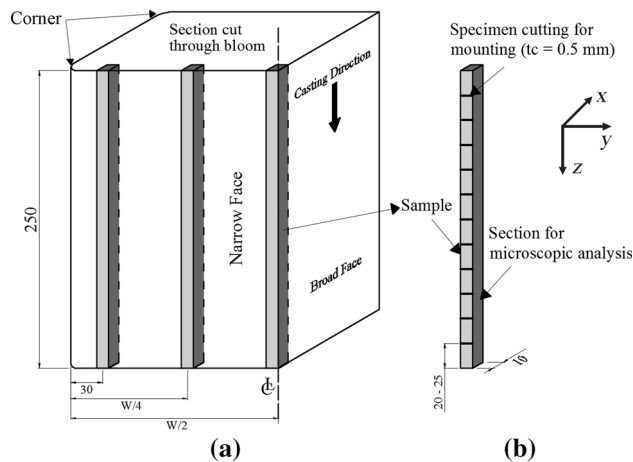 Corner
Section cut
through bloom
Casting Direction
250
Narrow Face
Broad Face
Sample
30
W/4
W/2
℄
(a)
Specimen cutting for
mounting (tc = 0.5 mm)
x
y
z
Section for
microscopic analysis
20 - 25
10
(b)